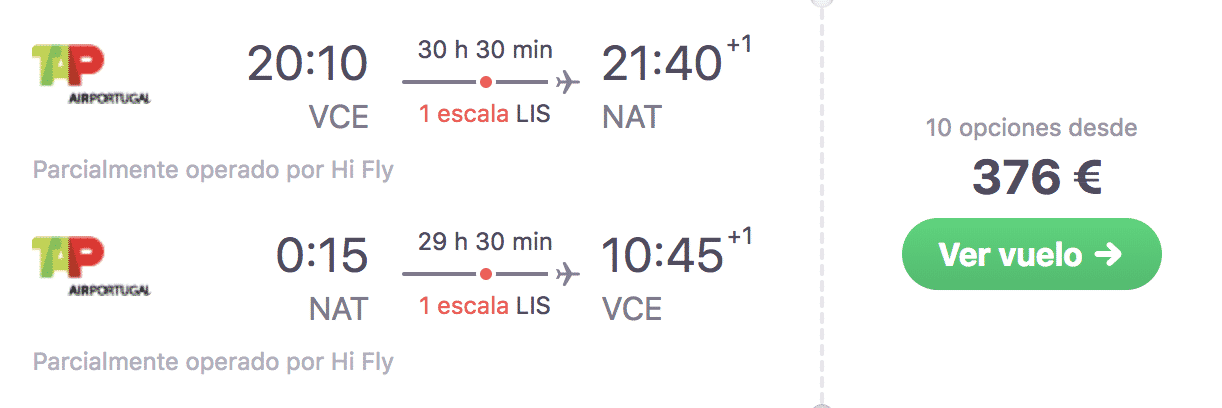 TAP
AIRPORTUGAL
20:10
VCE
30 h 30 min
1 escala LIS
21:40 +1
NAT
Parcialmente operado por Hi Fly
TAP
AIRPORTUGAL
0:15
NAT
29 h 30 min
1 escala LIS
10:45 +1
VCE
Parcialmente operado por Hi Fly
10 opciones desde
376 €
Ver vuelo →